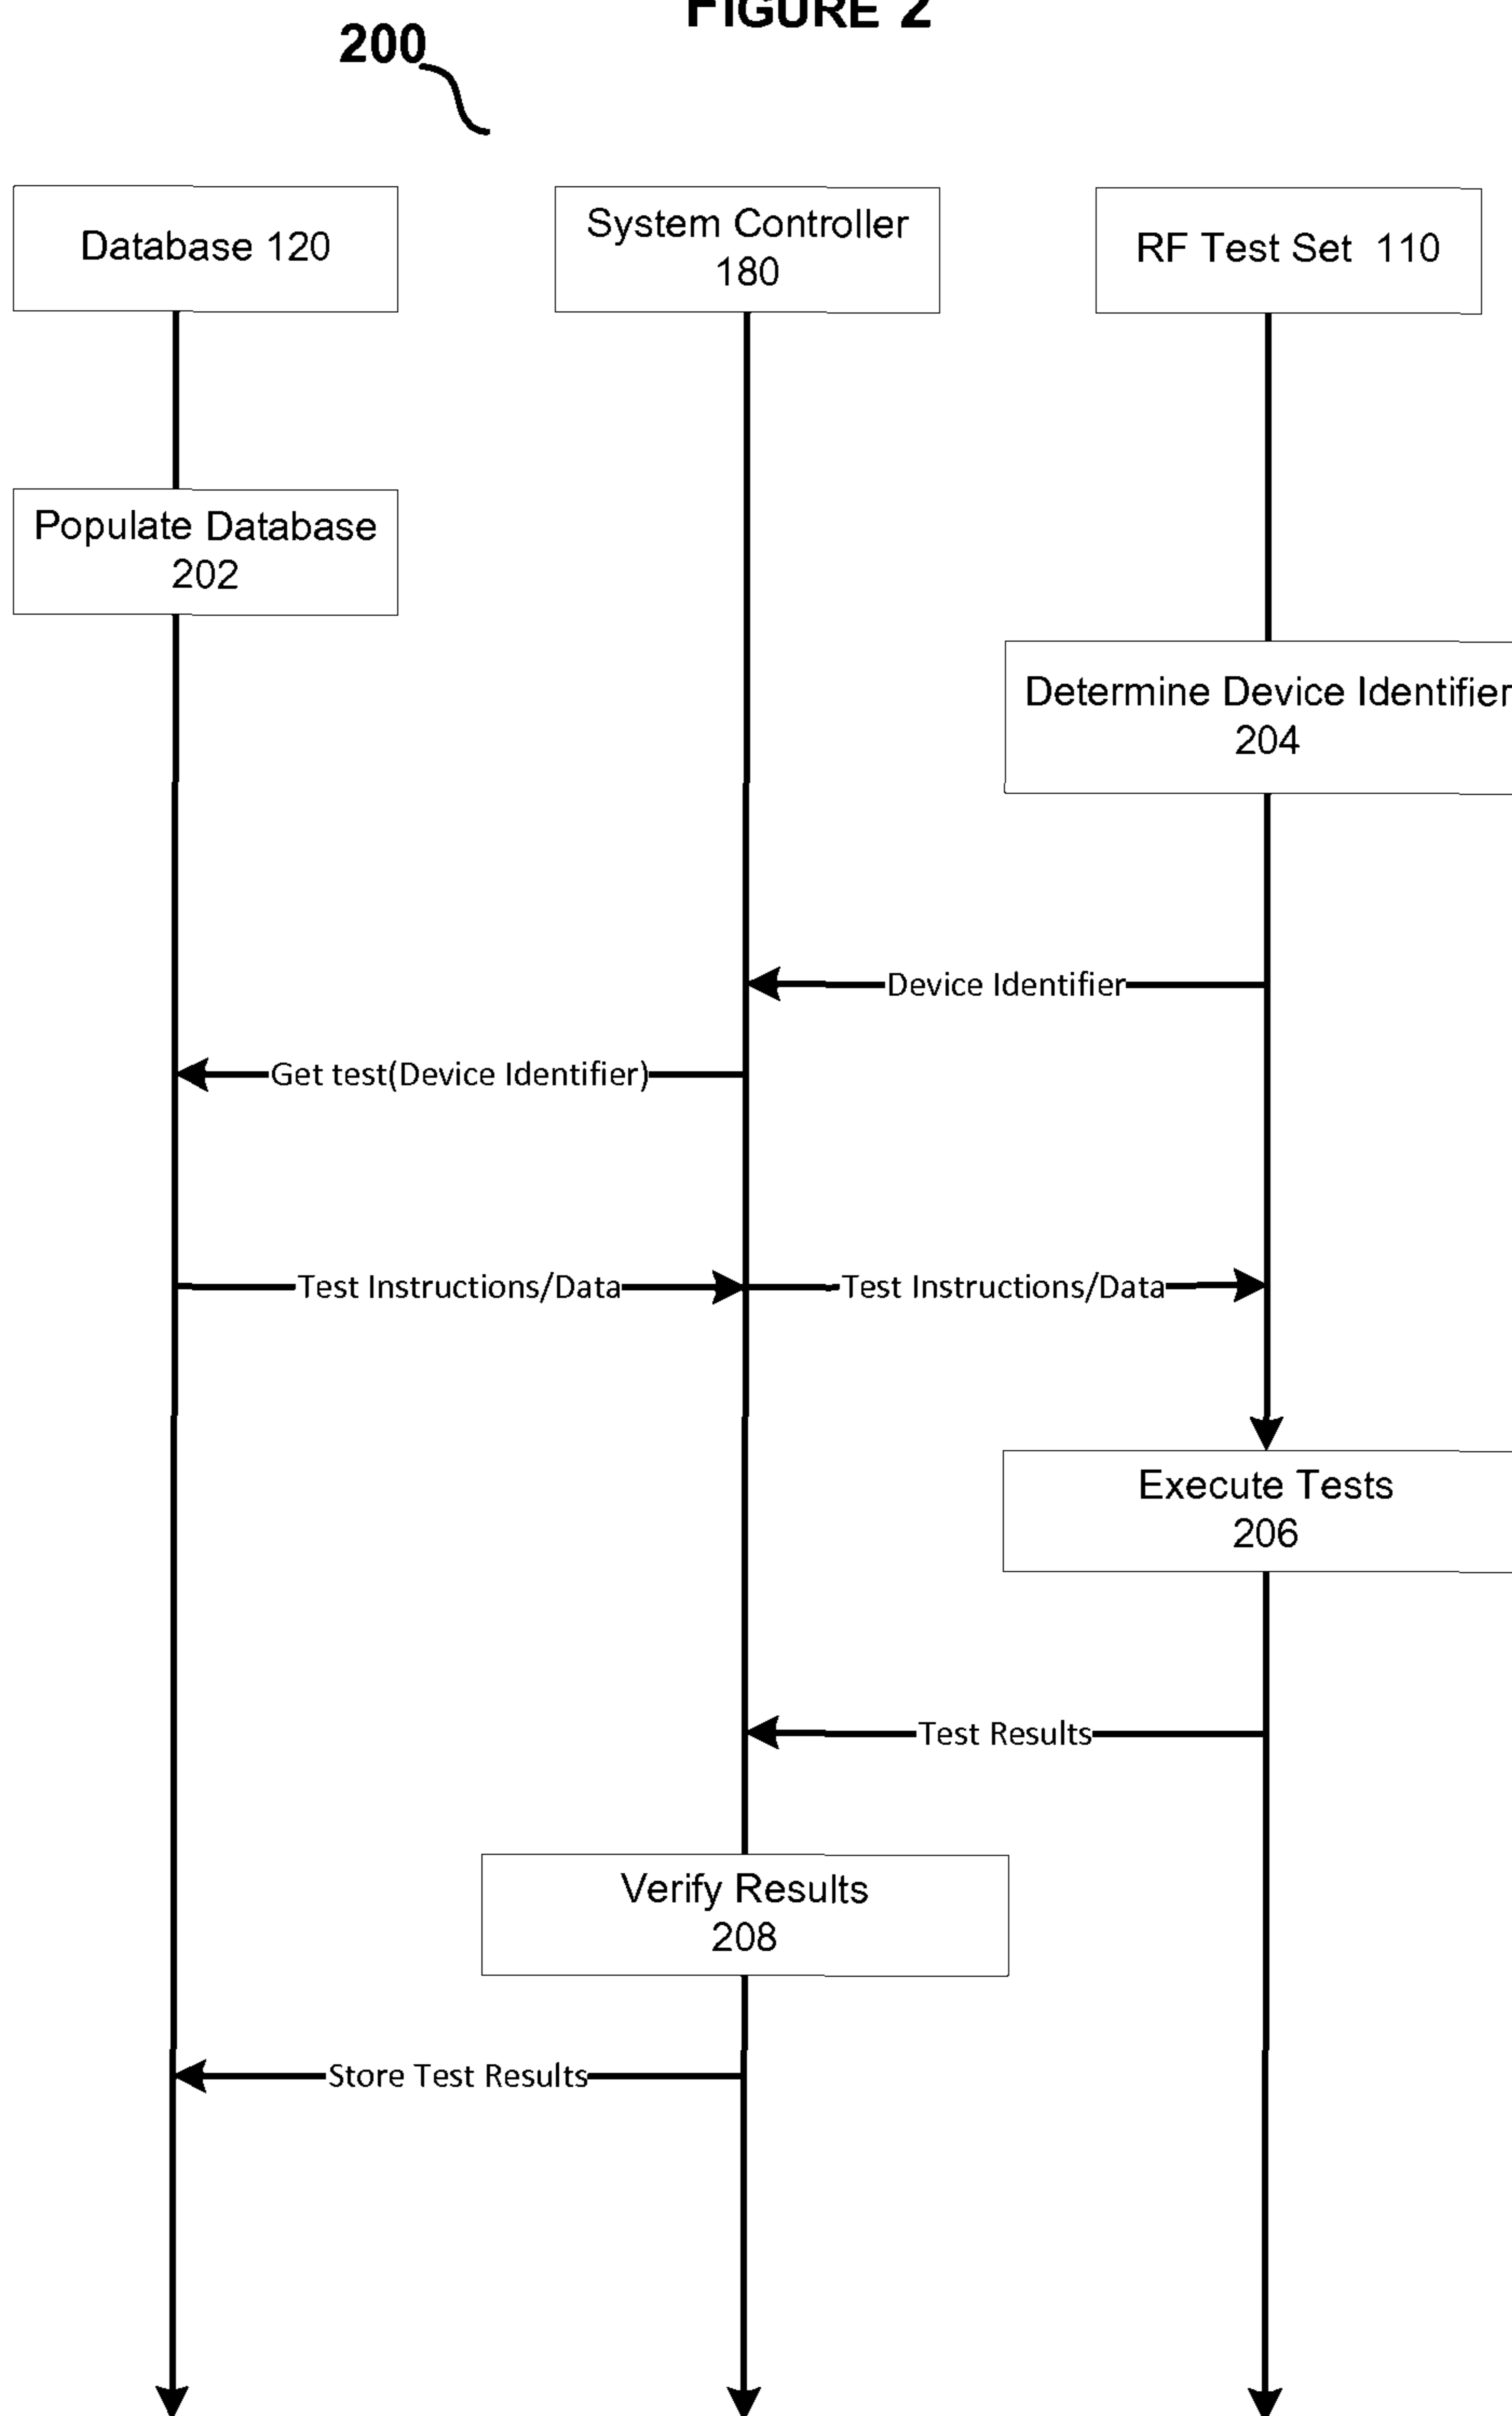 FIGURE 2
200
Database 120
System Controller
180
RF Test Set 110
Populate Database
202
Determine Device Identifier
204
Device Identifier
Get test(Device Identifier)
Test Instructions/Data
Test Instructions/Data
Execute Tests
206
Test Results
Verify Results
208
Store Test Results